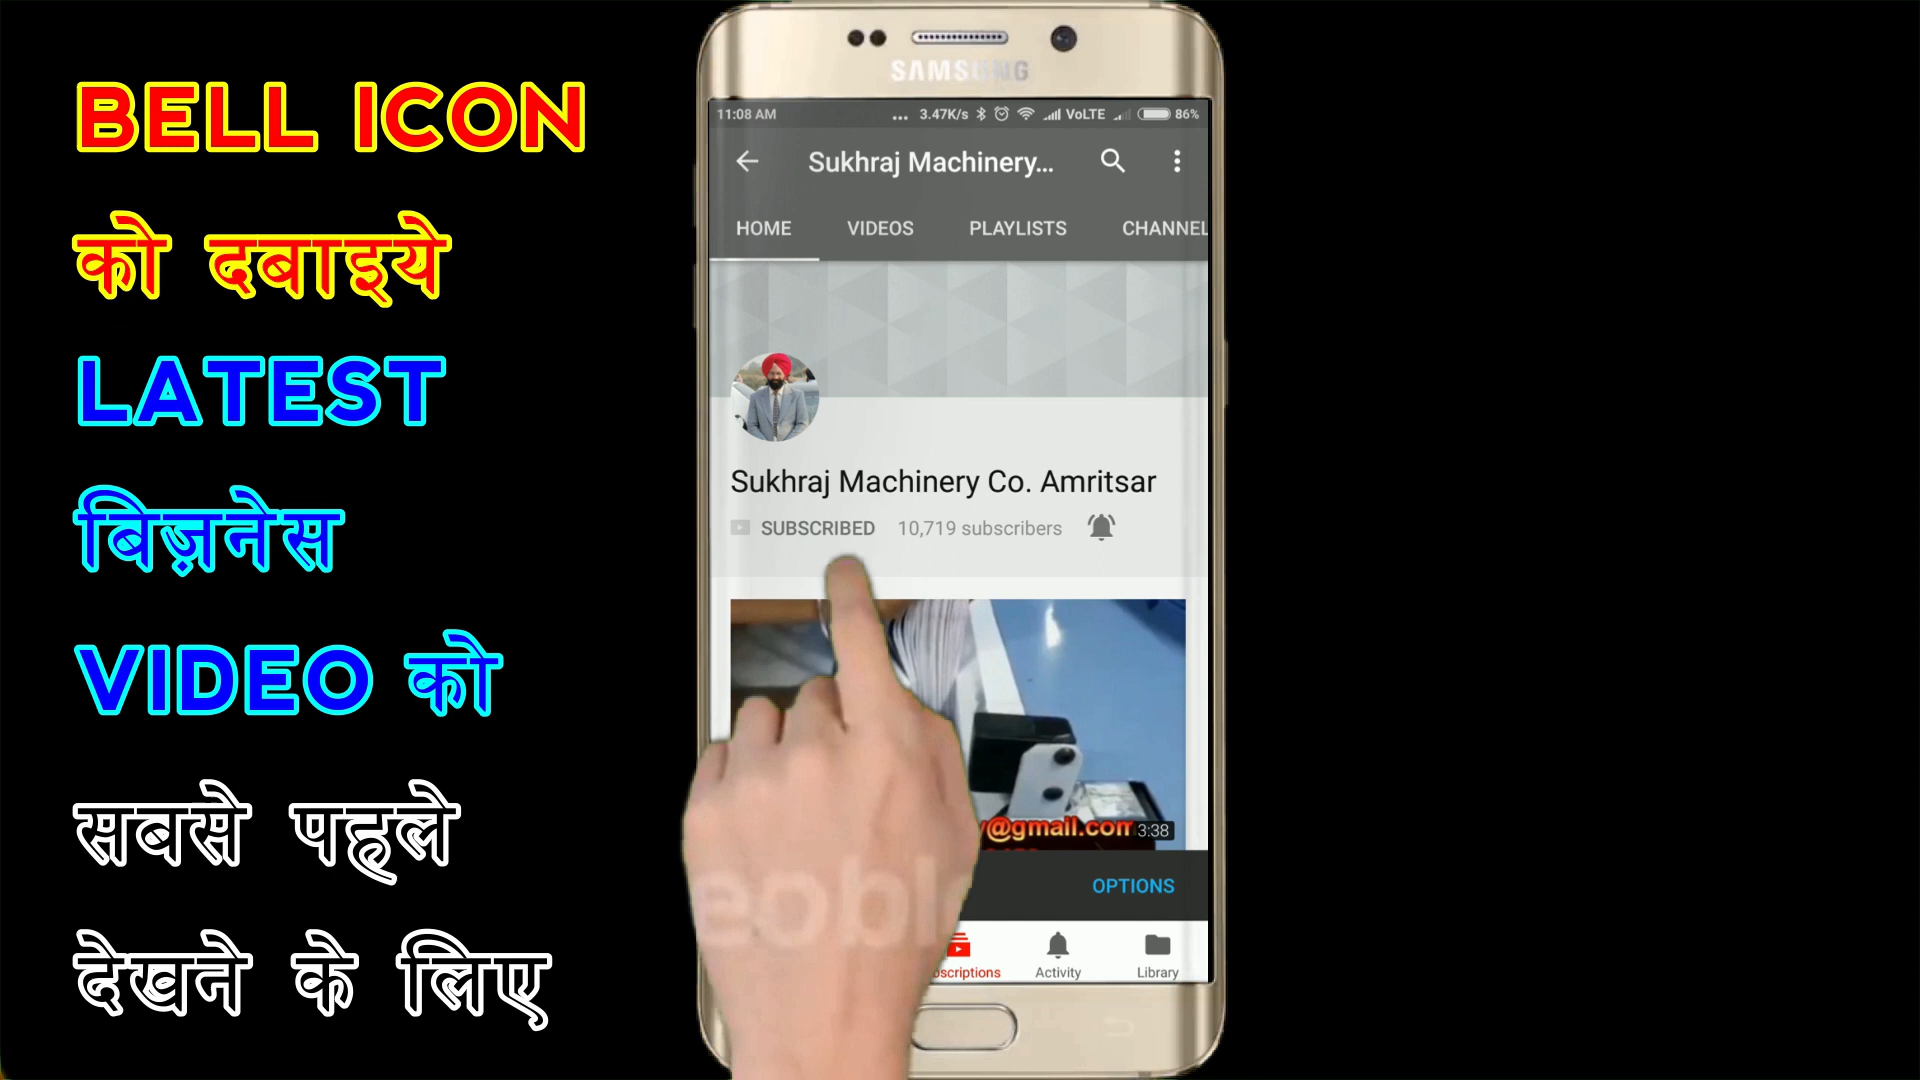 BELL ICON
को दबाइये
LATEST
बिज़नेस
VIDEO को
सबसे पहले
देखने के लिए
SAMSUNG
11:08 AM ... 3.47K/s VoLTE 86%
Sukhraj Machinery...
HOME VIDEOS PLAYLISTS CHANNEL
Sukhraj Machinery Co. Amritsar
SUBSCRIBED 10,719 subscribers
y@gmail.com 3:38
OPTIONS
bscriptions Activity Library